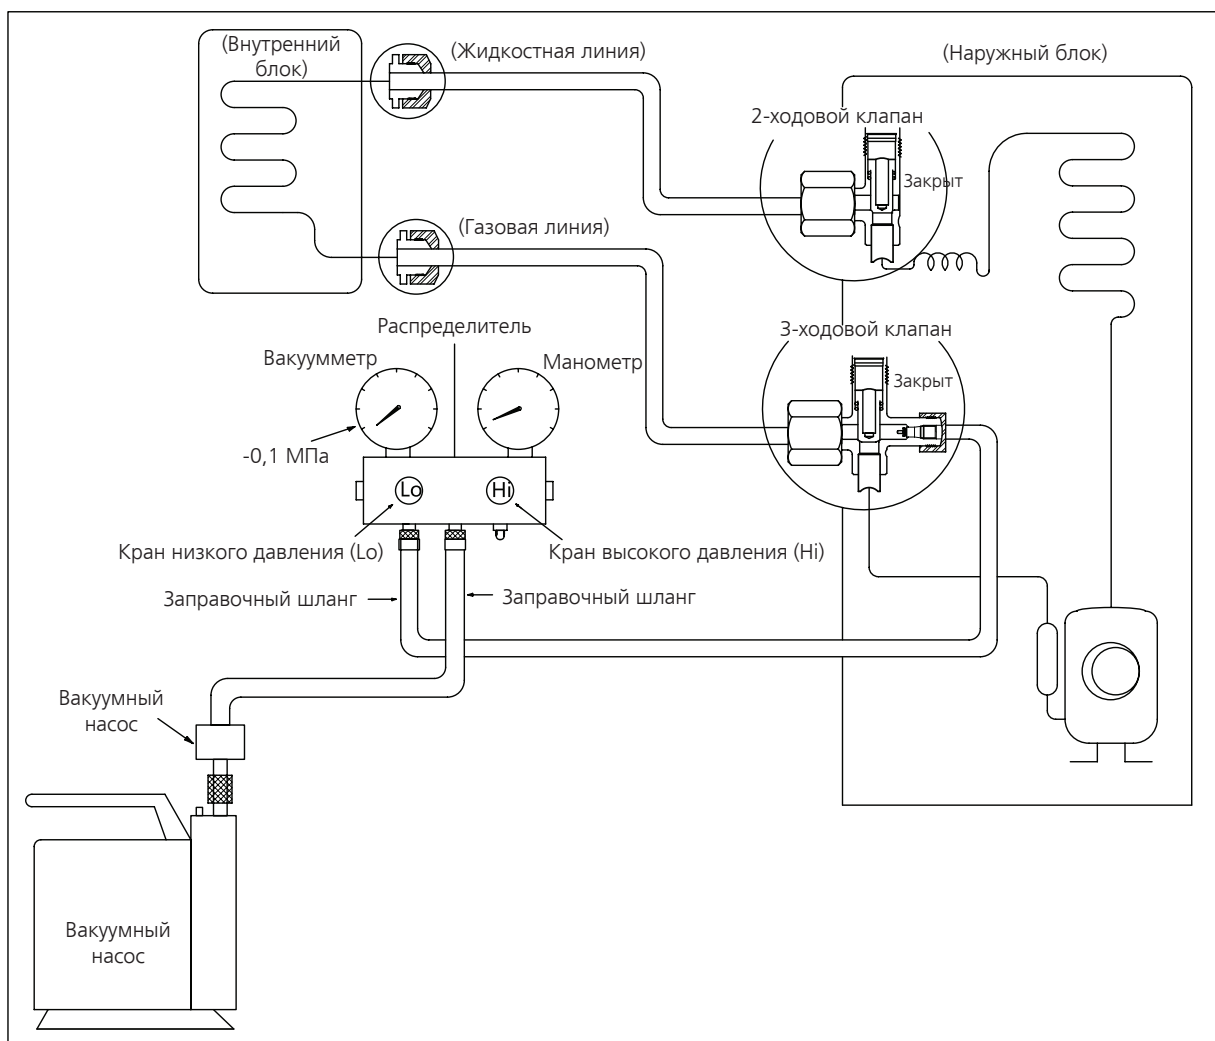 (Внутренний
блок)
(Жидкостная линия)
(Наружный блок)
2-ходовой клапан
Закрыт
(Газовая линия)
Распределитель
3-ходовой клапан
Вакуумметр
Манометр
Закрыт
-0,1 МПа
Lo
Hi
Кран низкого давления (Lo)
Кран высокого давления (Hi)
Заправочный шланг
Заправочный шланг
Вакуумный
насос
Вакуумный
насос